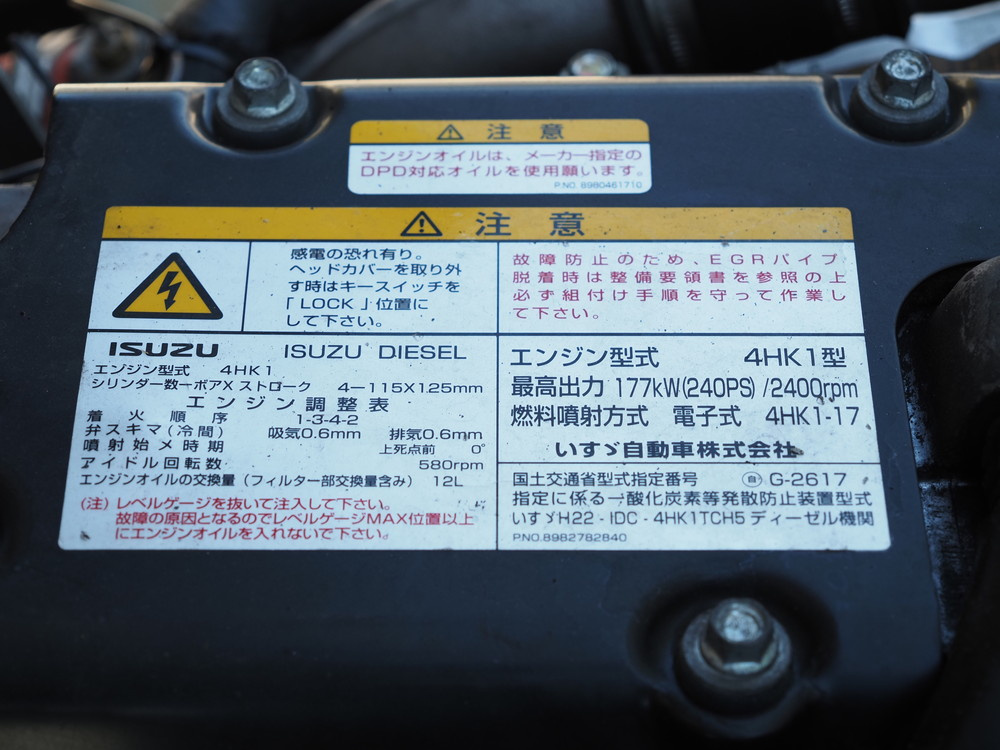 注意
エンジンオイルは、メーカー指定の
DPD対応オイルを使用願います。
P.NO. 8980461710
注意
感電の恐れ有り。
ヘッドカバーを取り外
す時はキースイッチを
「LOCK」位置に
して下さい。
故障防止のため、EGRパイプ
脱着時は整備要領書を参照の上
必ず組付け手順を守って作業し
て下さい。
ISUZU ISUZU DIESEL
エンジン型式 4HK1
シリンダー数ーボアXストローク 4-115X125mm
エンジン調整表
着火順序 1-3-4-2
弁スキマ(冷間) 吸気0.6mm 排気0.6mm
噴射始メ時期 上死点前 0°
アイドル回転数 580rpm
エンジンオイルの交換量(フィルター部交換量含み) 12L
(注)レベルゲージを抜いて注入して下さい。
故障の原因となるのでレベルゲージMAX位置以上
にエンジンオイルを入れないで下さい。
エンジン型式 4HK1型
最高出力 177kW(240PS)/2400rpm
燃料噴射方式 電子式 4HK1-17
いすゞ自動車株式会社
国土交通省型式指定番号 自 G-2617
指定に係る一酸化炭素等発散防止装置型式
いすゞH22-IDC-4HK1TCH5ディーゼル機関
P.NO.8982782840